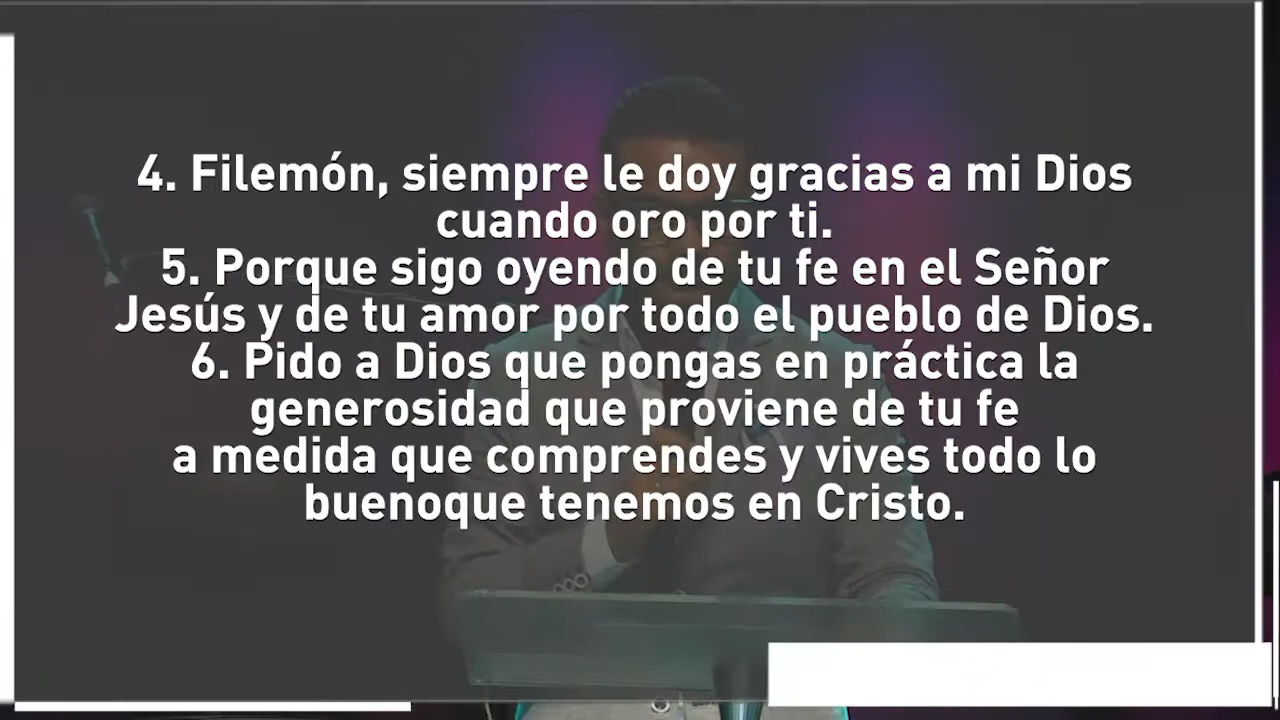 4. Filemón, siempre le doy gracias a mi Dios
cuando oro por ti.
5. Porque sigo oyendo de tu fe en el Señor
Jesús y de tu amor por todo el pueblo de Dios.
6. Pido a Dios que pongas en práctica la
generosidad que proviene de tu fe
a medida que comprendes y vives todo lo
buenoque tenemos en Cristo.